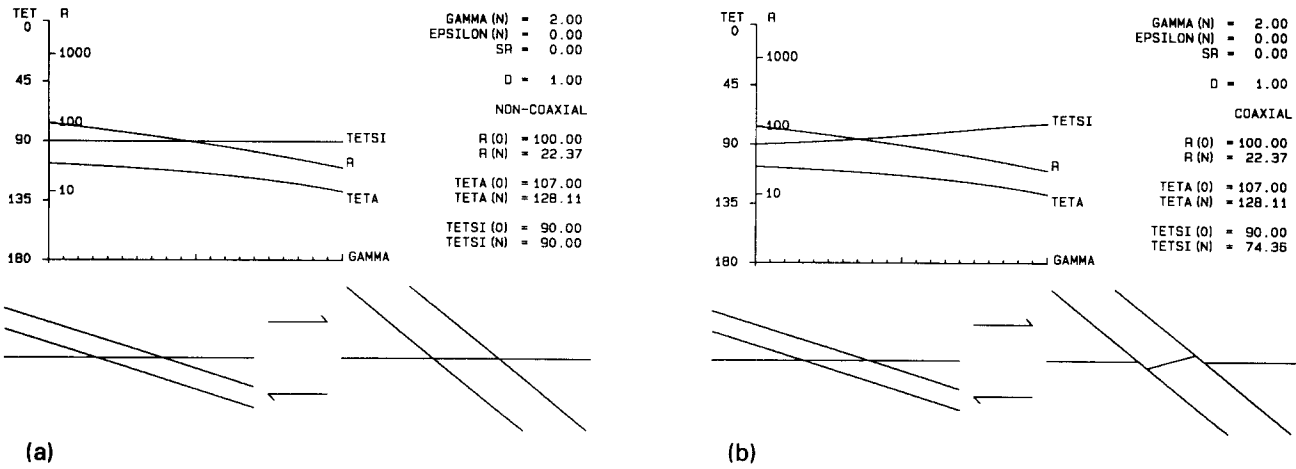 TET R
0
1000
45
100
90
10
135
180
TETSI
R
TETA
GAMMA
GAMMA (N) = 2.00
EPSILON (N) = 0.00
SR = 0.00
D = 1.00
NON-COAXIAL
R (0) = 100.00
R (N) = 22.37
TETA (0) = 107.00
TETA (N) = 128.11
TETSI (0) = 90.00
TETSI (N) = 90.00
(a)
TET R
0
1000
45
100
90
10
135
180
TETSI
R
TETA
GAMMA
GAMMA (N) = 2.00
EPSILON (N) = 0.00
SR = 0.00
D = 1.00
COAXIAL
R (0) = 100.00
R (N) = 22.37
TETA (0) = 107.00
TETA (N) = 128.11
TETSI (0) = 90.00
TETSI (N) = 74.36
(b)